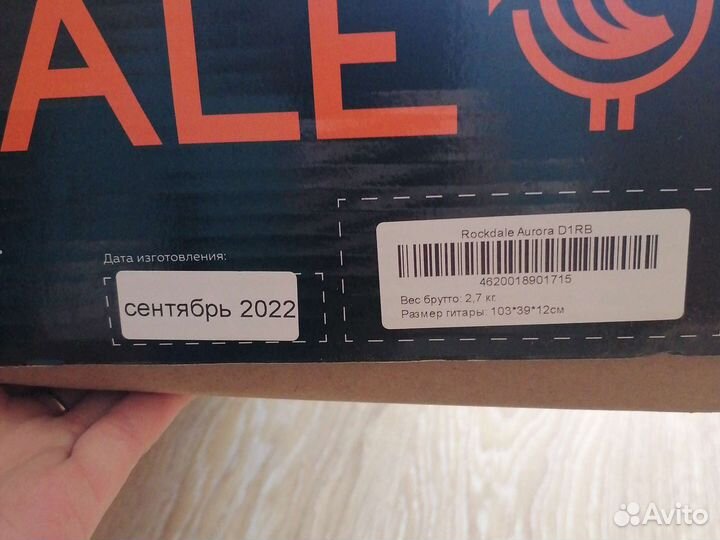 ALE
Дата изготовления:
сентябрь 2022
Rockdale Aurora D1RB
4620018901715
Вес брутто: 2,7 кг.
Размер гитары: 103*39*12см
Avito